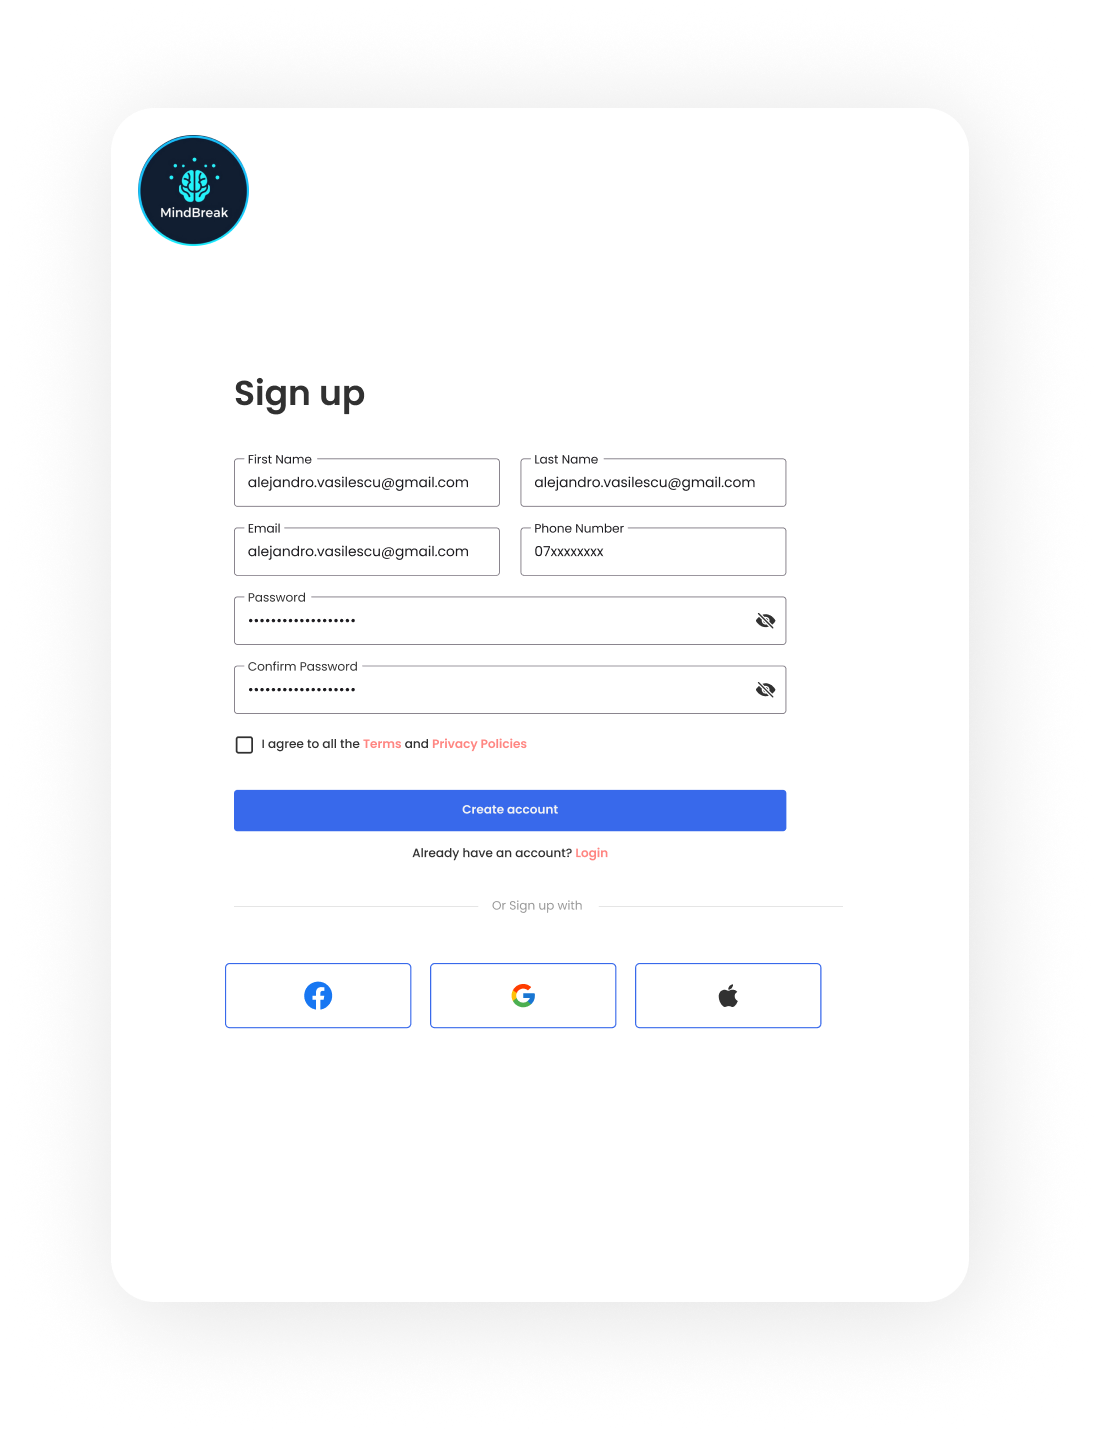 MindBreak
Sign up
First Name
Last Name
alejandro.vasilescu@gmail.com
alejandro.vasilescu@gmail.com
Email
Phone Number
alejandro.vasilescu@gmail.com
07xxxxxxxx
Password
•••••••••••••••••••
Confirm Password
•••••••••••••••••••
I agree to all the Terms and Privacy Policies
Create account
Already have an account? Login
Or Sign up with